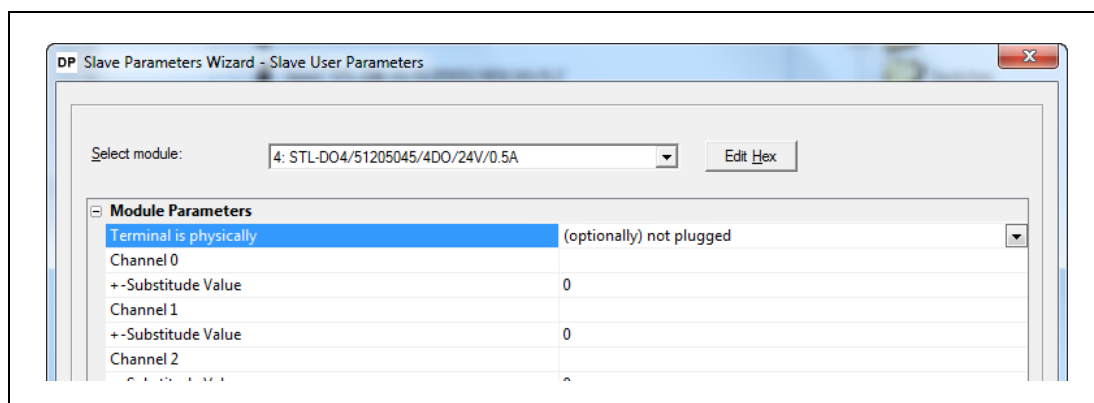 DP Slave Parameters Wizard - Slave User Parameters
Select module: 4: STL-DO4/51205045/4DO/24V/0.5A Edit Hex
Module Parameters
Terminal is physically (optionally) not plugged
Channel 0
+-Substitude Value 0
Channel 1
+-Substitude Value 0
Channel 2